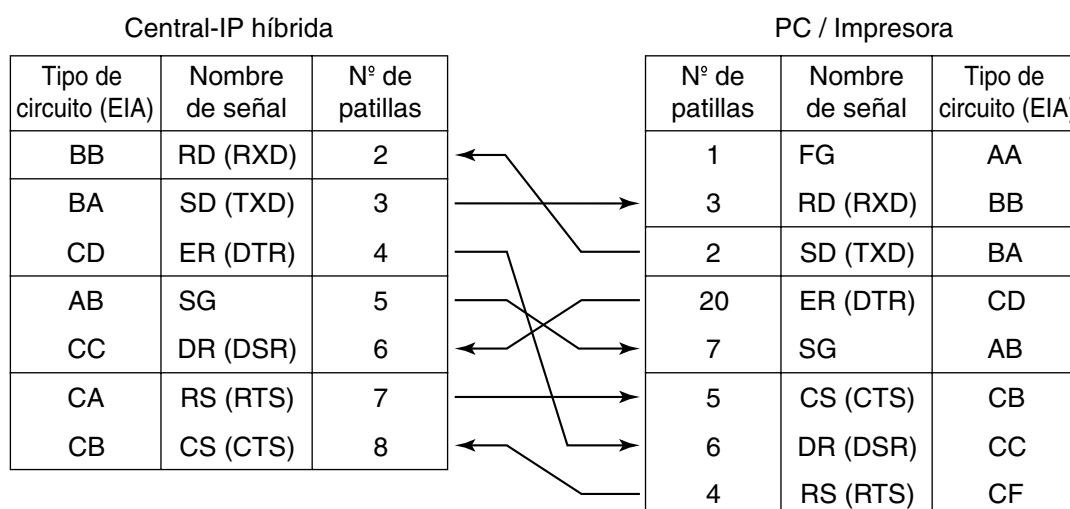 Central-IP híbrida
Tipo de circuito (EIA) Nombre de señal Nº de patillas
BB RD (RXD) 2
BA SD (TXD) 3
CD ER (DTR) 4
AB SG 5
CC DR (DSR) 6
CA RS (RTS) 7
CB CS (CTS) 8
PC / Impresora
Nº de patillas Nombre de señal Tipo de circuito (EIA)
1 FG AA
3 RD (RXD) BB
2 SD (TXD) BA
20 ER (DTR) CD
7 SG AB
5 CS (CTS) CB
6 DR (DSR) CC
4 RS (RTS) CF